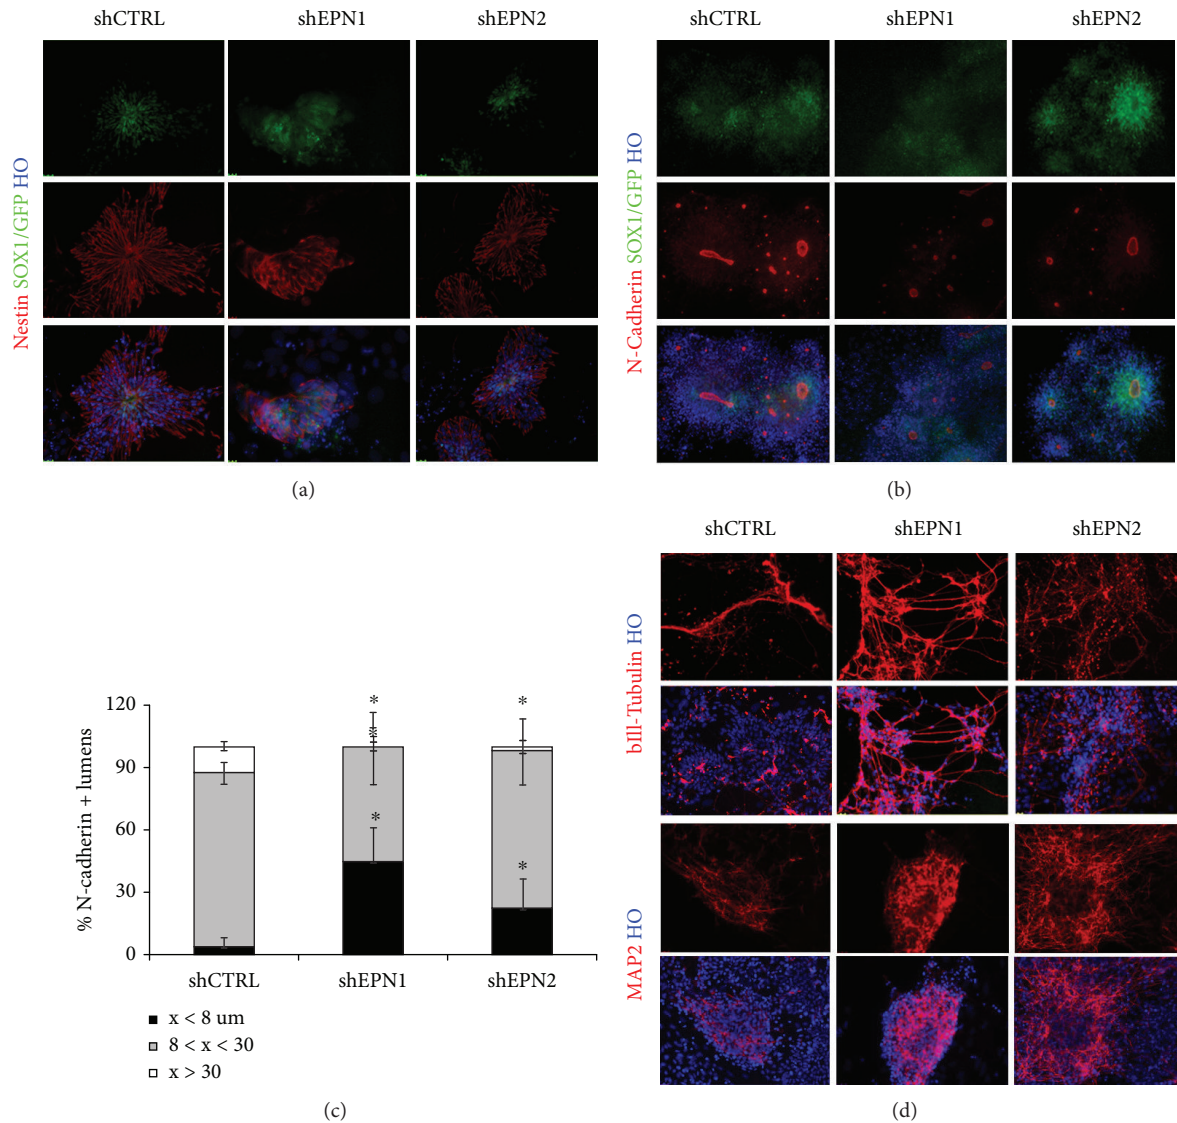 shCTRL shEPN1 shEPN2
Nestin SOX1/GFP HO
(a)
shCTRL shEPN1 shEPN2
N-Cadherin SOX1/GFP HO
(b)
% N-cadherin + lumens
120
90
60
30
0
* * * * *
shCTRL shEPN1 shEPN2
x < 8 um
8 < x < 30
x > 30
(c)
shCTRL shEPN1 shEPN2
bIII-Tubulin HO
MAP2 HO
(d)